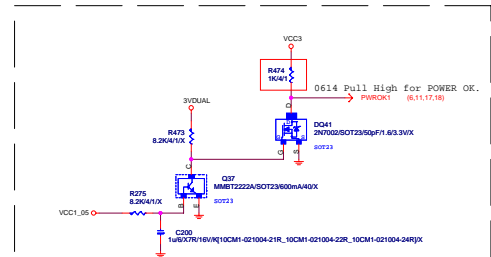 VCC3
R474
1K/4/1
0614 Pull High for POWER OK.
PWROK1 (6,11,17,18)
3VDUAL
D
DQ41
2N7002/SOT23/50pF/1.6/3.3V/X
G
S
SOT23
R473
8.2K/4/1/X
C
Q37
MMBT2222A/SOT23/600mA/40/X
SOT23
B
E
R275
8.2K/4/1/X
VCC1_05
C200
1u/6/X7R/16V/K[10CM1-021004-21R_10CM1-021004-22R_10CM1-021004-24R]/X